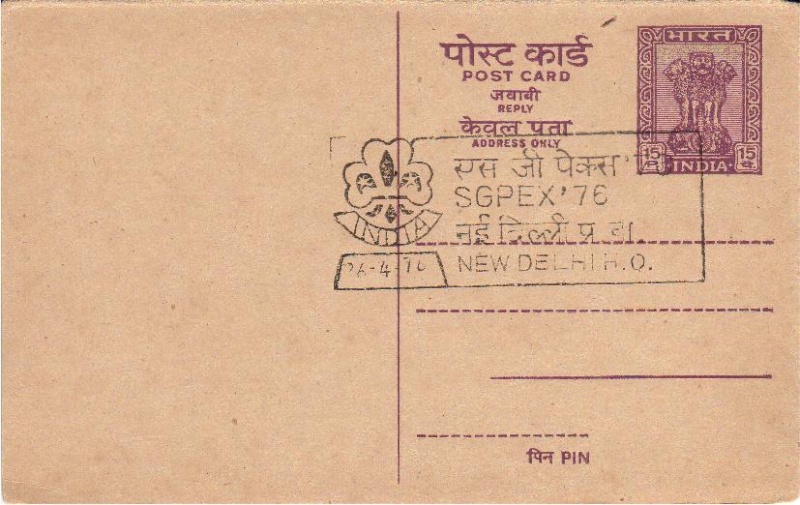 पोस्ट कार्ड
POST CARD
जवाबी
REPLY
केवल पता
ADDRESS ONLY
भारत
15 15
INDIA
एस जी पेक्स '76
SGPEX '76
नई दिल्ली प्र. डा.
NEW DELHI H.O.
INDIA
26-4-76
पिन PIN